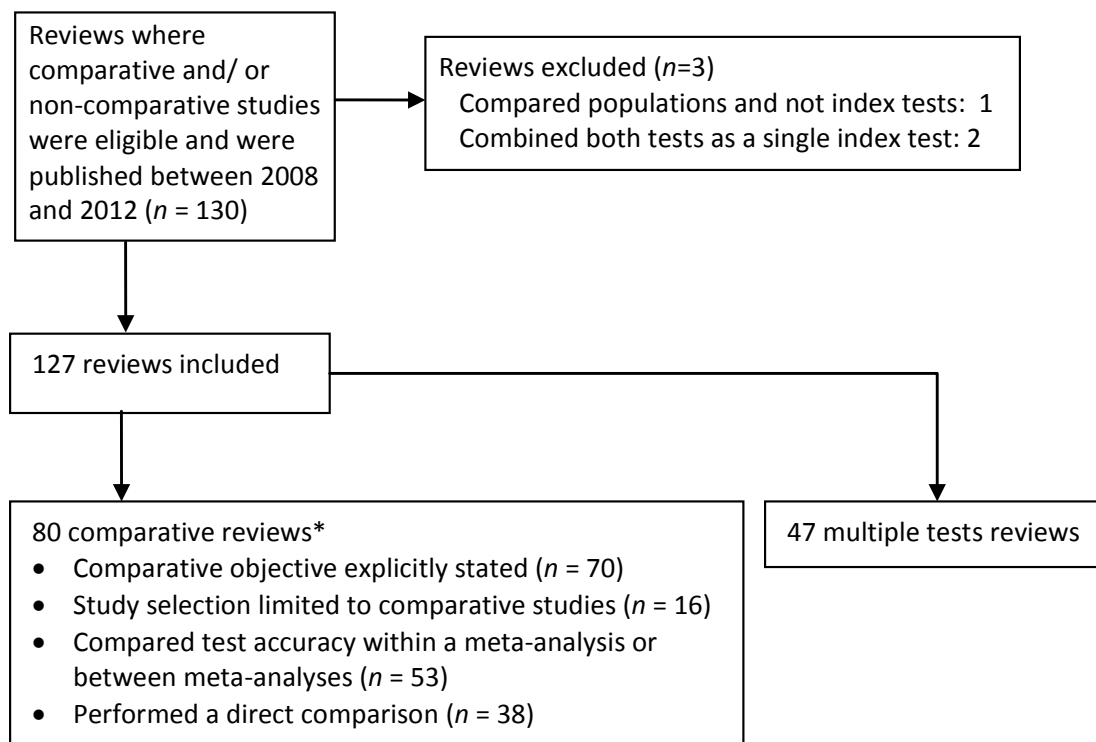 Reviews where
comparative and/ or
non-comparative studies
were eligible and were
published between 2008
and 2012 (n = 130)
Reviews excluded (n=3)
Compared populations and not index tests: 1
Combined both tests as a single index test: 2
127 reviews included
80 comparative reviews*
• Comparative objective explicitly stated (n = 70)
• Study selection limited to comparative studies (n = 16)
• Compared test accuracy within a meta-analysis or
between meta-analyses (n = 53)
• Performed a direct comparison (n = 38)
47 multiple tests reviews